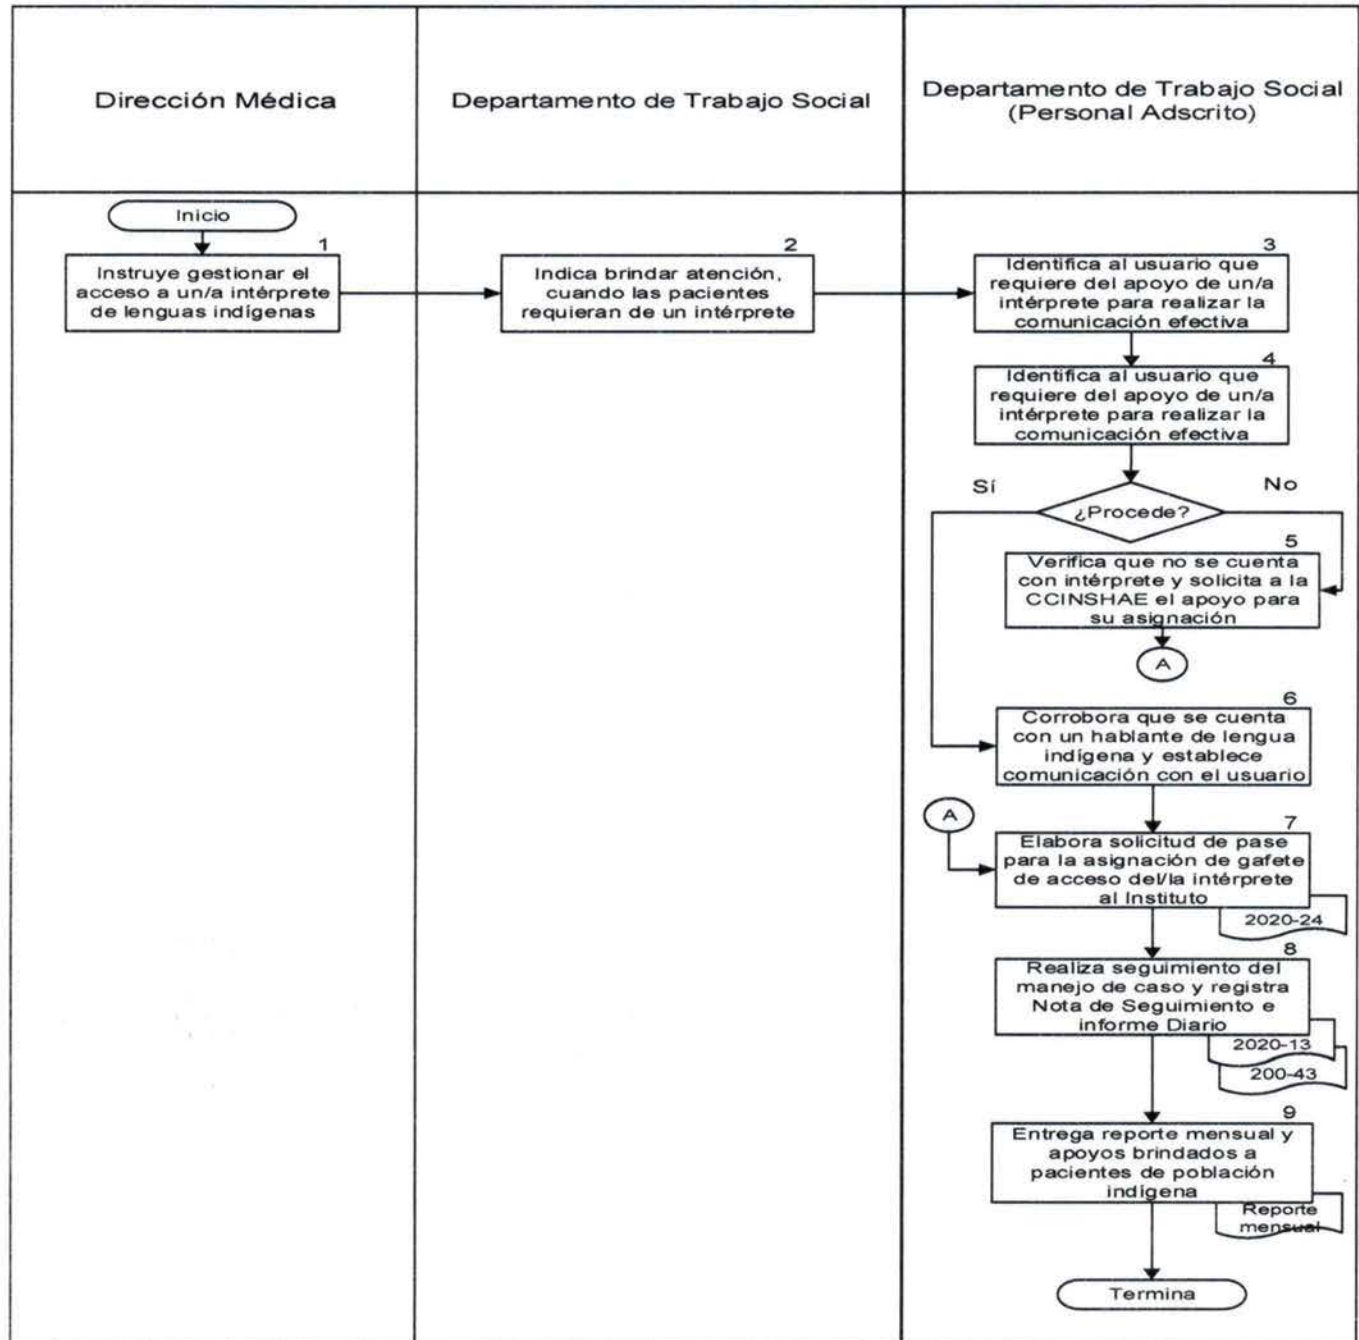 Dirección Médica
Departamento de Trabajo Social
Departamento de Trabajo Social
(Personal Adscrito)
Inicio
1
Instruye gestionar el
acceso a un/a intérprete
de lenguas indígenas
2
Indica brindar atención,
cuando las pacientes
requieran de un intérprete
3
Identifica al usuario que
requiere del apoyo de un/a
intérprete para realizar la
comunicación efectiva
4
Identifica al usuario que
requiere del apoyo de un/a
intérprete para realizar la
comunicación efectiva
Sí
No
¿Procede?
5
Verifica que no se cuenta
con intérprete y solicita a la
CCINSHAE el apoyo para
su asignación
A
6
Corrobora que se cuenta
con un hablante de lengua
indígena y establece
comunicación con el usuario
A
7
Elabora solicitud de pase
para la asignación de gafete
de acceso del/la intérprete
al Instituto
2020-24
8
Realiza seguimiento del
manejo de caso y registra
Nota de Seguimiento e
informe Diario
2020-13
200-43
9
Entrega reporte mensual y
apoyos brindados a
pacientes de población
indígena
Reporte
mensual
Termina